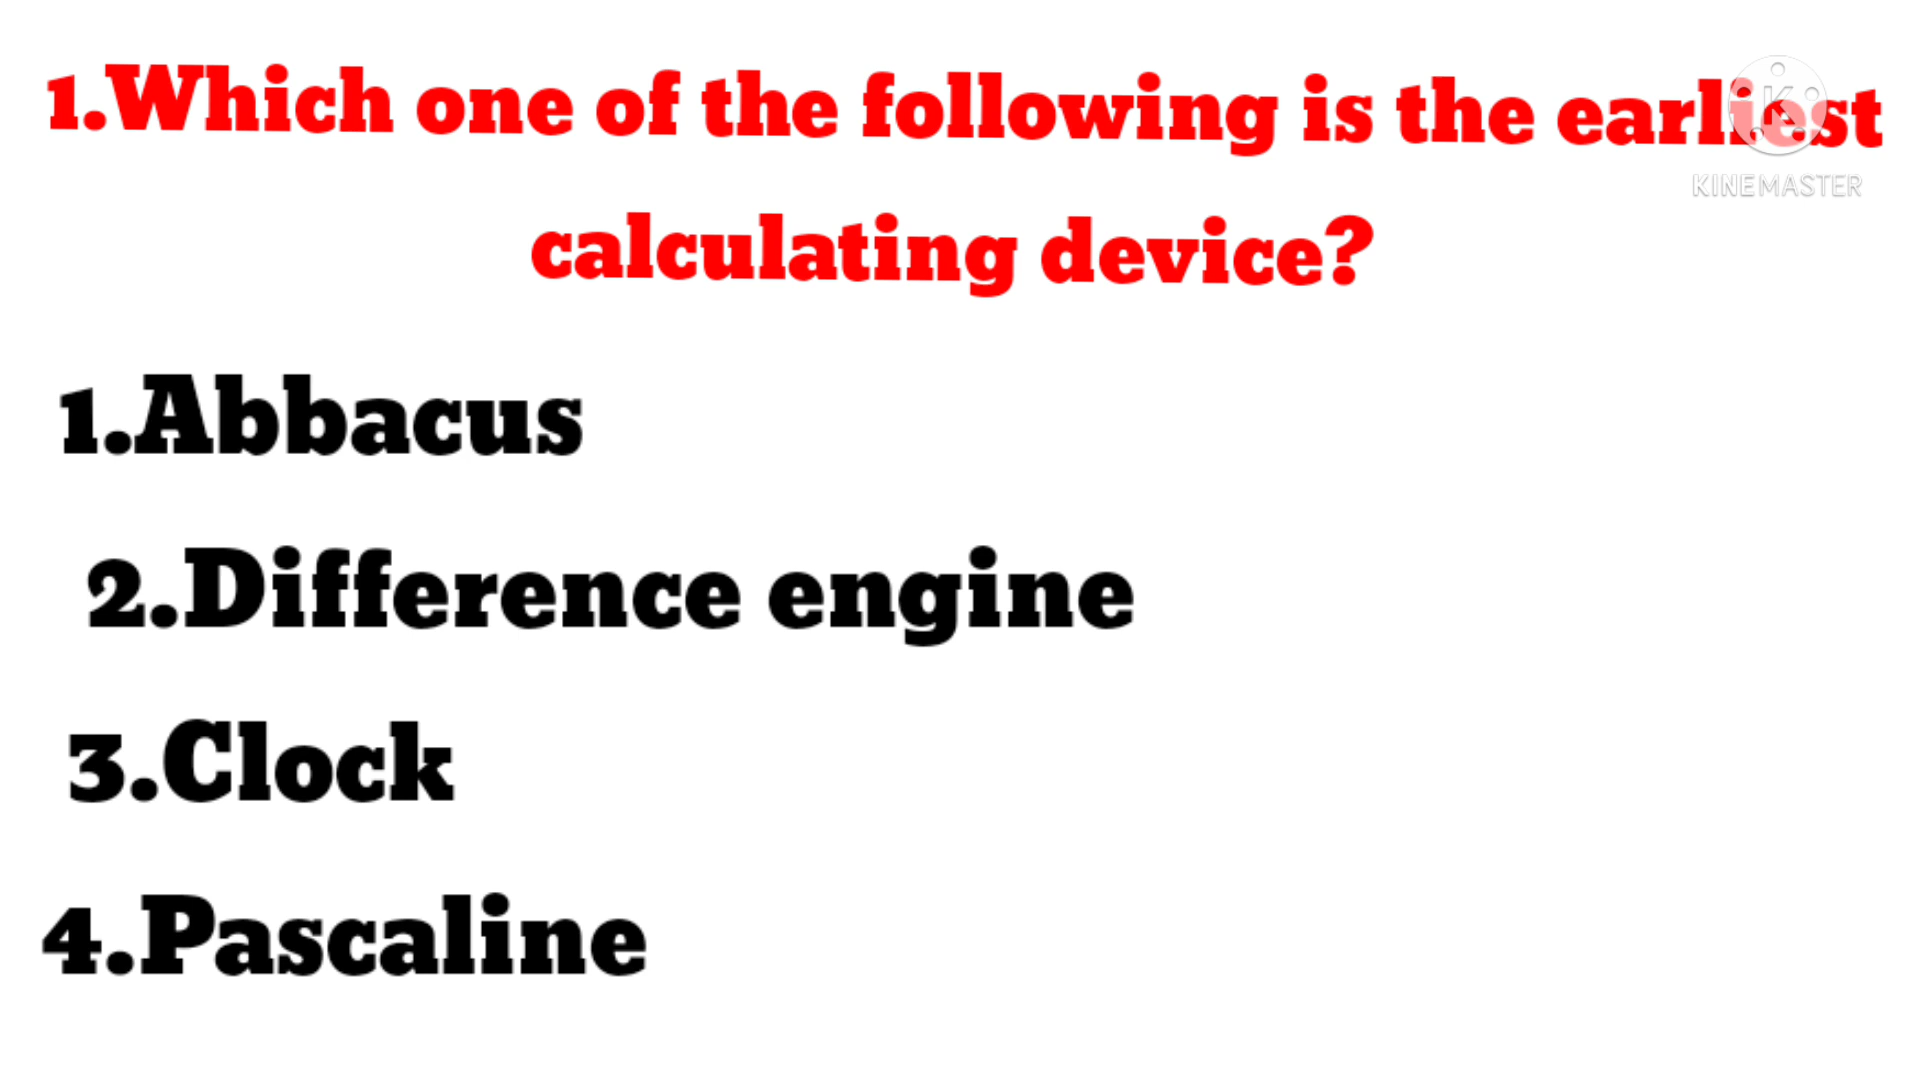 1.Which one of the following is the earliest
KINEMASTER
calculating device?
1.Abbacus
2.Difference engine
3.Clock
4.Pascaline